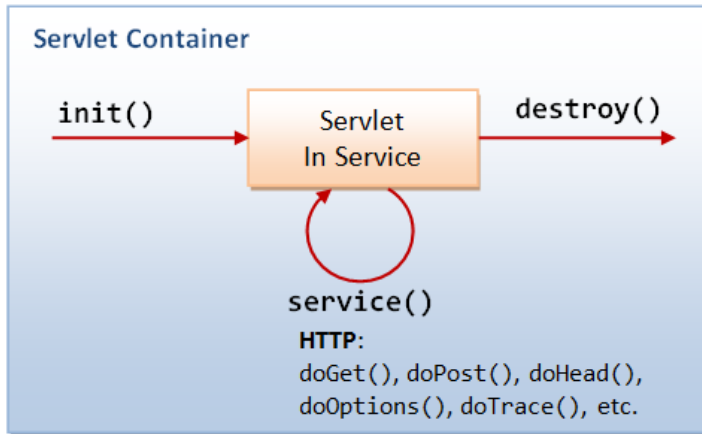 Servlet Container
init()
Servlet
In Service
destroy()
service()
HTTP:
doGet(), doPost(), doHead(),
doOptions(), doTrace(), etc.